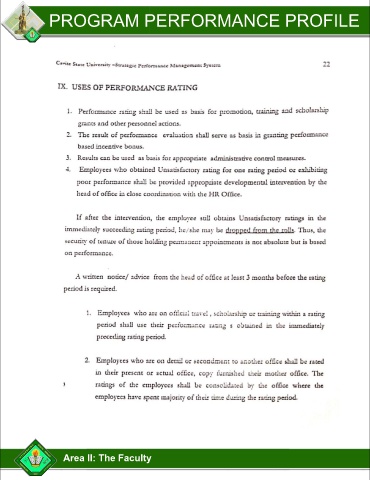 PROGRAM PERFORMANCE PROFILE
Cavite State University -Strategic Performance Management System 22
IX. USES OF PERFORMANCE RATING
1. Performance rating shall be used as basis for promotion, training and scholarship
grants and other personnel actions.
2. The result of performance evaluation shall serve as basis in granting performance
based incentive bonus.
3. Results can be used as basis for appropriate administrative control measures.
4. Employees who obtained Unsatisfactory rating for one rating period or exhibiting
poor performance shall be provided appropriate developmental intervention by the
head of office in close coordination with the HR Office.
If after the intervention, the employee still obtains Unsatisfactory ratings in the
immediately succeeding rating period, he/she may be dropped from the rolls. Thus, the
security of tenure of those holding permanent appointments is not absolute but is based
on performance.
A written notice/ advice from the head of office at least 3 months before the rating
period is required.
1. Employees who are on official travel , scholarship or training within a rating
period shall use their performance rating s obtained in the immediately
preceding rating period.
2. Employees who are on detail or secondment to another office shall be rated
in their present or actual office, copy furnished their mother office. The
ratings of the employees shall be consolidated by the office where the
employees have spent majority of their time during the rating period.
Area II: The Faculty